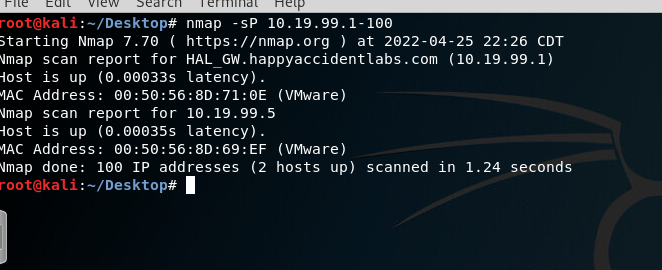 File Edit View Search Terminal Help
root@kali:~/Desktop# nmap -sP 10.19.99.1-100
Starting Nmap 7.70 ( https://nmap.org ) at 2022-04-25 22:26 CDT
Nmap scan report for HAL_GW.happyaccidentlabs.com (10.19.99.1)
Host is up (0.00033s latency).
MAC Address: 00:50:56:8D:71:0E (VMware)
Nmap scan report for 10.19.99.5
Host is up (0.00035s latency).
MAC Address: 00:50:56:8D:69:EF (VMware)
Nmap done: 100 IP addresses (2 hosts up) scanned in 1.24 seconds
root@kali:~/Desktop#